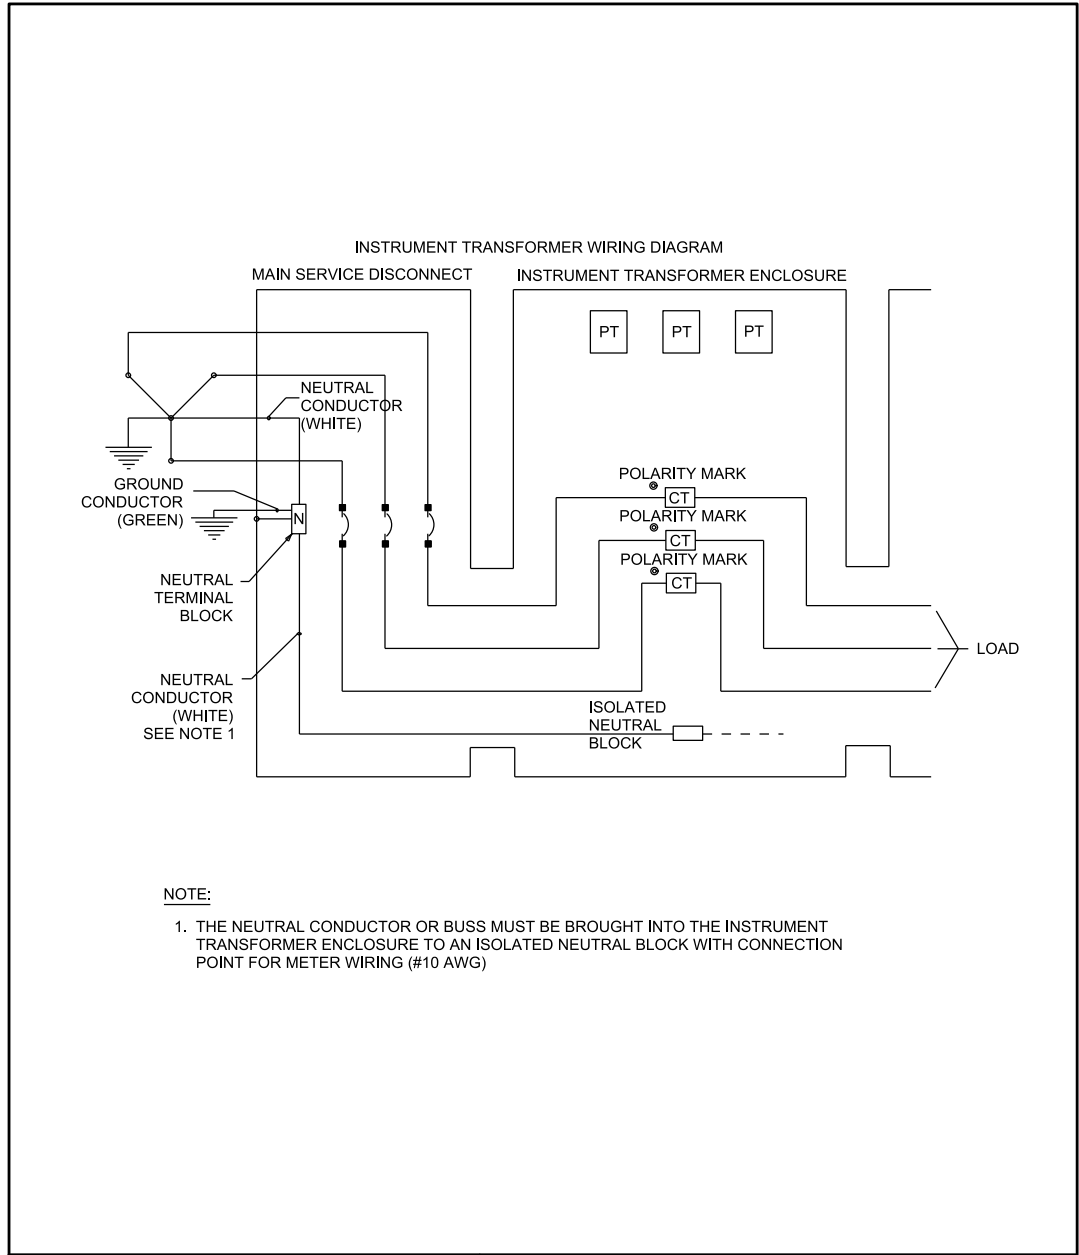 INSTRUMENT TRANSFORMER WIRING DIAGRAM
MAIN SERVICE DISCONNECT
INSTRUMENT TRANSFORMER ENCLOSURE
PT
PT
PT
NEUTRAL
CONDUCTOR
(WHITE)
GROUND
CONDUCTOR
(GREEN)
N
NEUTRAL
TERMINAL
BLOCK
NEUTRAL
CONDUCTOR
(WHITE)
SEE NOTE 1
POLARITY MARK
CT
POLARITY MARK
CT
POLARITY MARK
CT
LOAD
ISOLATED
NEUTRAL
BLOCK
NOTE:
1. THE NEUTRAL CONDUCTOR OR BUSS MUST BE BROUGHT INTO THE INSTRUMENT
TRANSFORMER ENCLOSURE TO AN ISOLATED NEUTRAL BLOCK WITH CONNECTION
POINT FOR METER WIRING (#10 AWG)